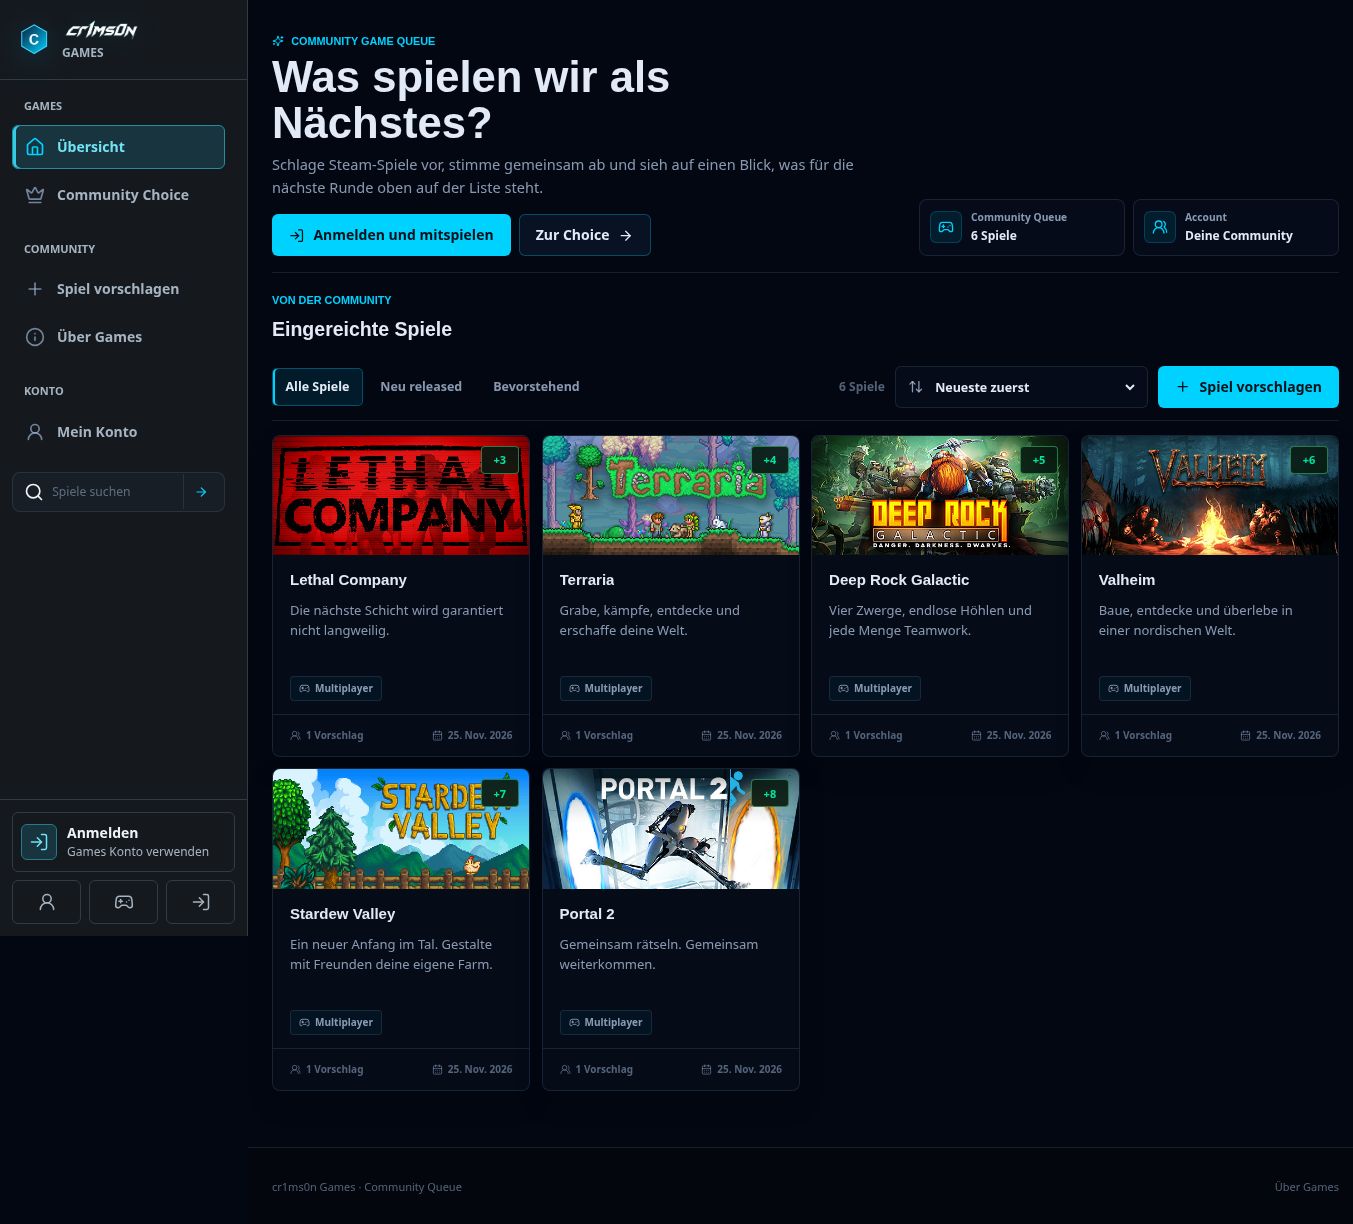 C
cr1ms0n
GAMES
GAMES
Übersicht
Community Choice
COMMUNITY
Spiel vorschlagen
Über Games
KONTO
Mein Konto
Spiele suchen
Anmelden
Games Konto verwenden
COMMUNITY GAME QUEUE
Was spielen wir als
Nächstes?
Schlage Steam-Spiele vor, stimme gemeinsam ab und sieh auf einen Blick, was für die
nächste Runde oben auf der Liste steht.
Anmelden und mitspielen
Zur Choice
Community Queue
6 Spiele
Account
Deine Community
VON DER COMMUNITY
Eingereichte Spiele
Alle Spiele
Neu released
Bevorstehend
6 Spiele
Neueste zuerst
Spiel vorschlagen
LETHAL
COMPANY
+3
Lethal Company
Die nächste Schicht wird garantiert
nicht langweilig.
Multiplayer
1 Vorschlag
25. Nov. 2026
Terraria
+4
Terraria
Grabe, kämpfe, entdecke und
erschaffe deine Welt.
Multiplayer
1 Vorschlag
25. Nov. 2026
+5
DEEP ROCK
GALACTIC
DANGER. DARKNESS. DWARVES.
Deep Rock Galactic
Vier Zwerge, endlose Höhlen und
jede Menge Teamwork.
Multiplayer
1 Vorschlag
25. Nov. 2026
VALHEIM
+6
Valheim
Baue, entdecke und überlebe in
einer nordischen Welt.
Multiplayer
1 Vorschlag
25. Nov. 2026
STARDEW
VALLEY
+7
Stardew Valley
Ein neuer Anfang im Tal. Gestalte
mit Freunden deine eigene Farm.
Multiplayer
1 Vorschlag
25. Nov. 2026
PORTAL 2
+8
Portal 2
Gemeinsam rätseln. Gemeinsam
weiterkommen.
Multiplayer
1 Vorschlag
25. Nov. 2026
cr1ms0n Games · Community Queue
Über Games